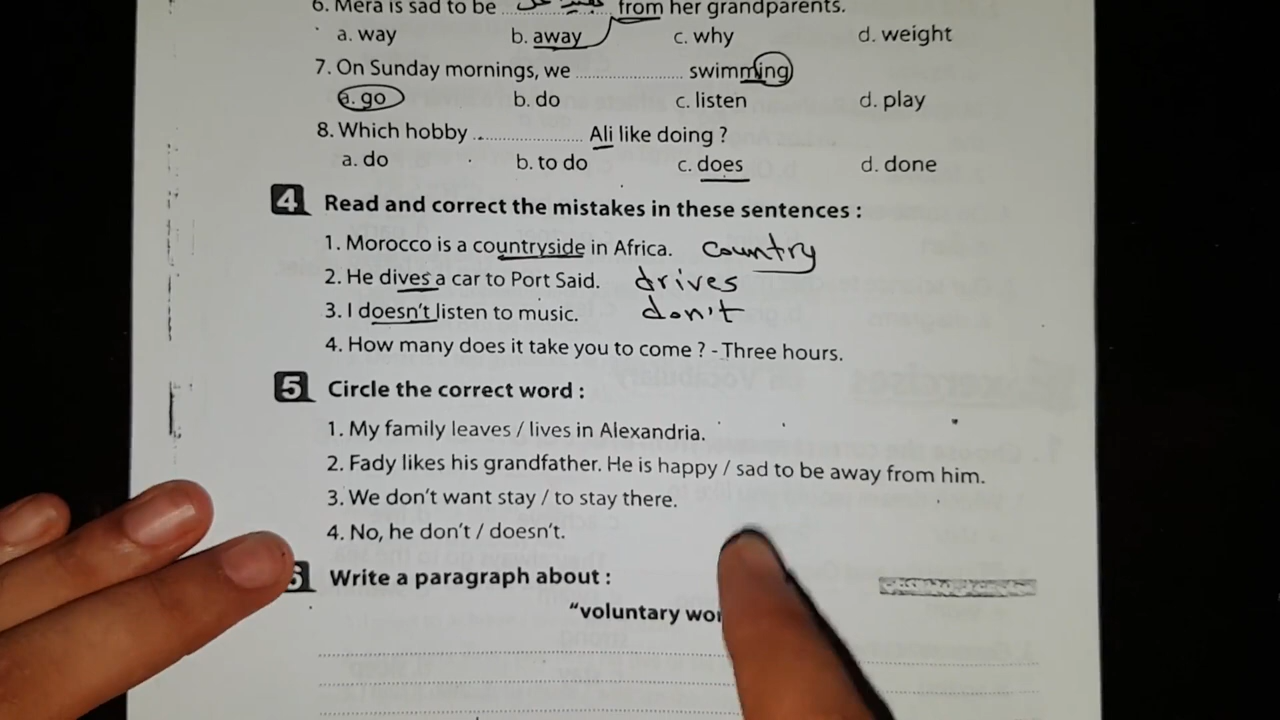 6. Mera is sad to be .................... from her grandparents.
a. way b. away c. why d. weight
7. On Sunday mornings, we .................... swimming
a. go b. do c. listen d. play
8. Which hobby .................... Ali like doing ?
a. do b. to do c. does d. done
4 Read and correct the mistakes in these sentences :
1. Morocco is a countryside in Africa. country
2. He dives a car to Port Said. drives
3. I doesn't listen to music. don't
4. How many does it take you to come ? - Three hours.
5 Circle the correct word :
1. My family leaves / lives in Alexandria.
2. Fady likes his grandfather. He is happy / sad to be away from him.
3. We don't want stay / to stay there.
4. No, he don't / doesn't.
Write a paragraph about :
"voluntary